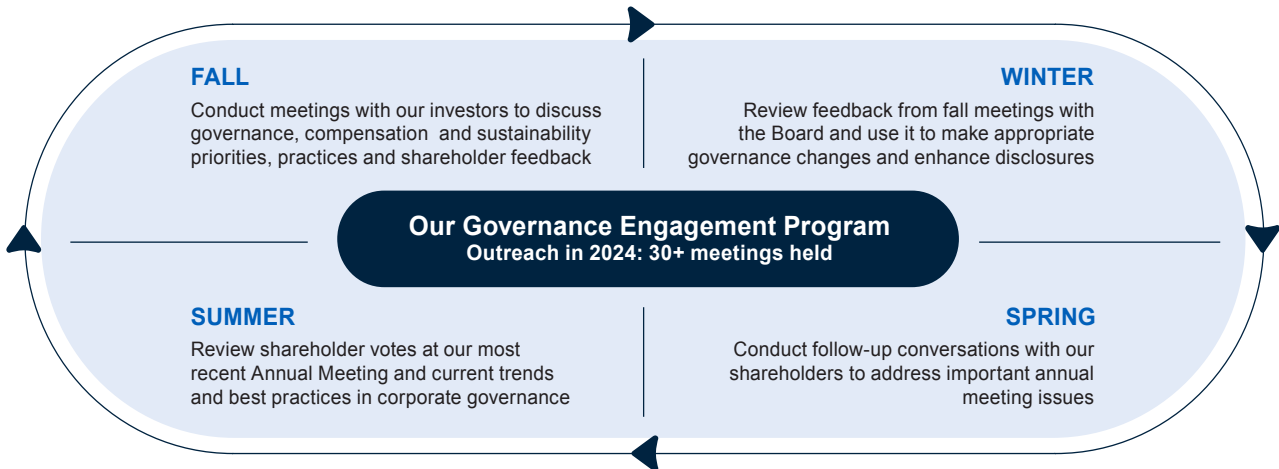 FALL
Conduct meetings with our investors to discuss
governance, compensation and sustainability
priorities, practices and shareholder feedback
WINTER
Review feedback from fall meetings with
the Board and use it to make appropriate
governance changes and enhance disclosures
Our Governance Engagement Program
Outreach in 2024: 30+ meetings held
SUMMER
Review shareholder votes at our most
recent Annual Meeting and current trends
and best practices in corporate governance
SPRING
Conduct follow-up conversations with our
shareholders to address important annual
meeting issues